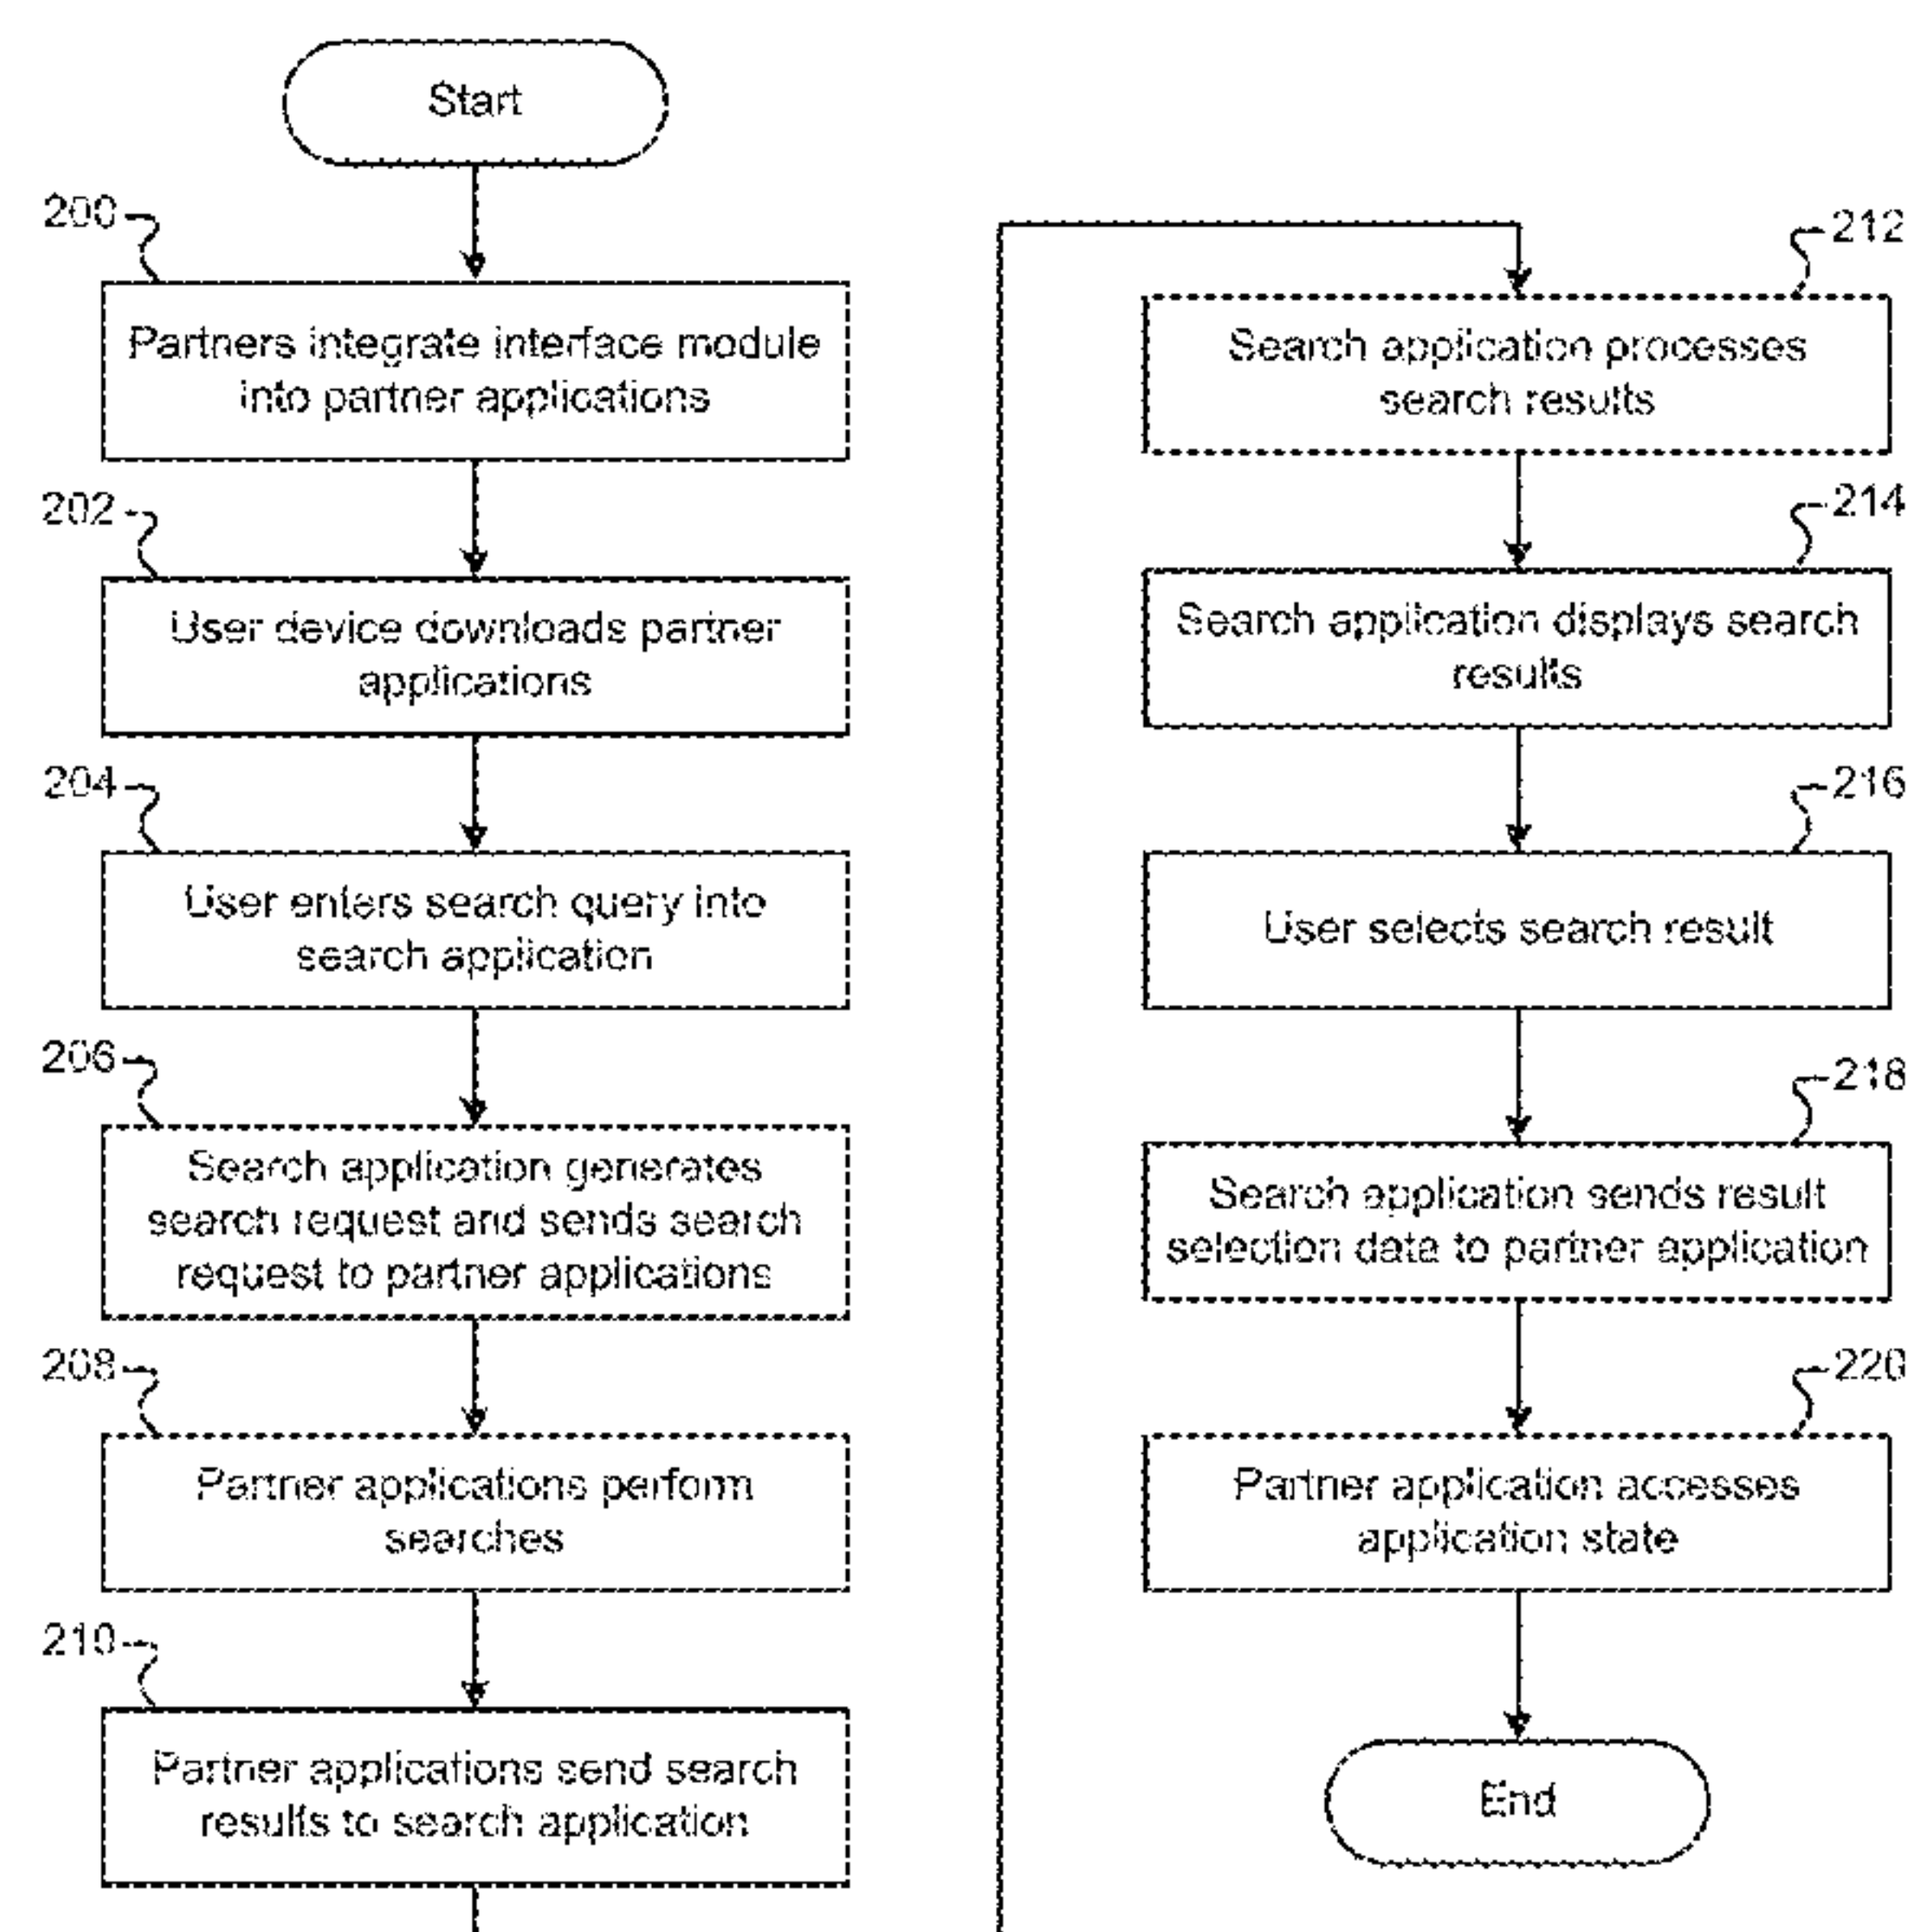 Start
200
Partners integrate interface module
into partner applications
202
User device downloads partner
applications
204
User enters search query into
search application
206
Search application generates
search request and sends search
request to partner applications
208
Partner applications perform
searches
210
Partner applications send search
results to search application
212
Search application processes
search results
214
Search application displays search
results
216
User selects search result
218
Search application sends result
selection data to partner application
220
Partner application accesses
application state
End